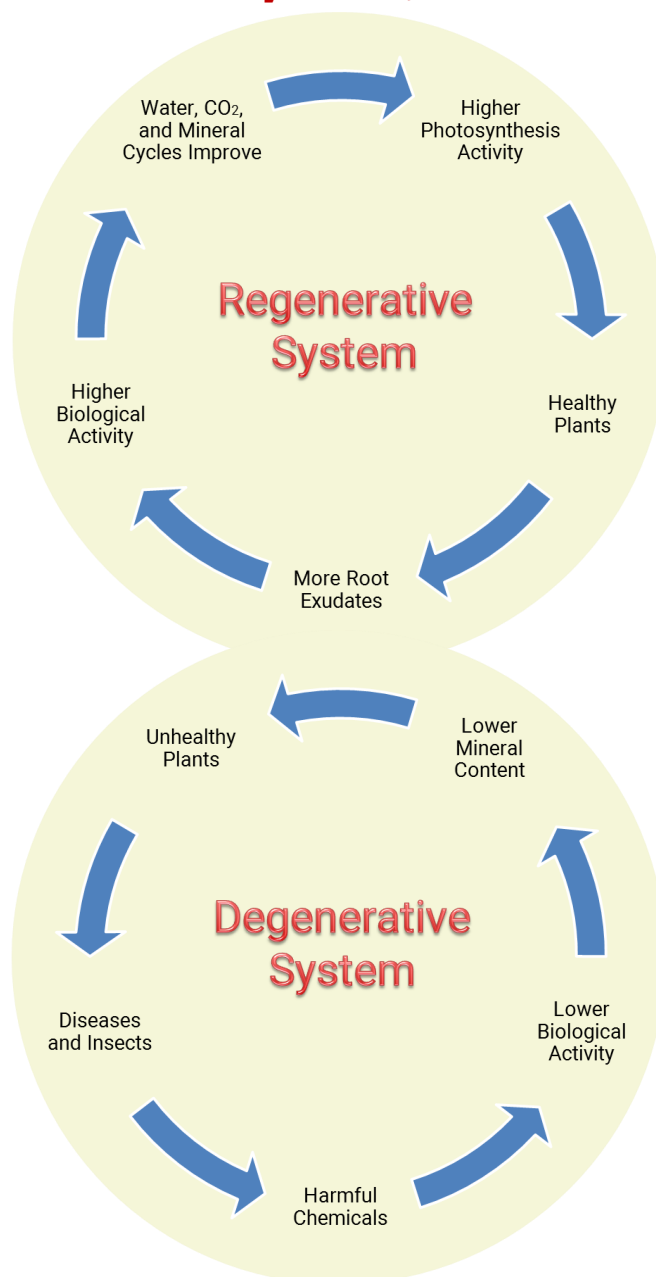 Water, CO₂,
and Mineral
Cycles Improve
Higher
Photosynthesis
Activity
Regenerative
System
Higher
Biological
Activity
Healthy
Plants
More Root
Exudates
Unhealthy
Plants
Lower
Mineral
Content
Degenerative
System
Diseases
and Insects
Lower
Biological
Activity
Harmful
Chemicals